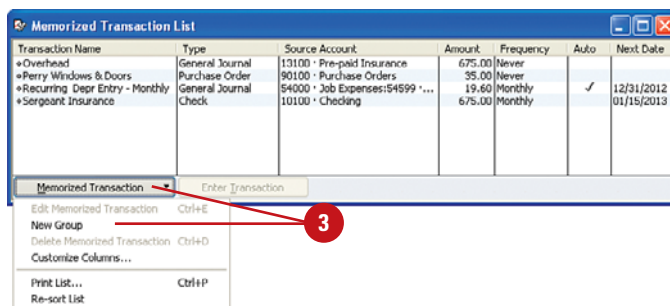 Memorized Transaction List
Transaction Name Type Source Account Amount Frequency Auto Next Date
Overhead General Journal 13100 · Pre-paid Insurance 675.00 Never
Perry Windows & Doors Purchase Order 90100 · Purchase Orders 35.00 Never
Recurring Depr Entry - Monthly General Journal 54000 · Job Expenses:54599 ·... 19.60 Monthly ✓ 12/31/2012
Sergeant Insurance Check 10100 · Checking 675.00 Monthly 01/15/2013
Memorized Transaction Enter Transaction
Edit Memorized Transaction Ctrl+E
New Group
3
Delete Memorized Transaction Ctrl+D
Customize Columns...
Print List... Ctrl+P
Re-sort List